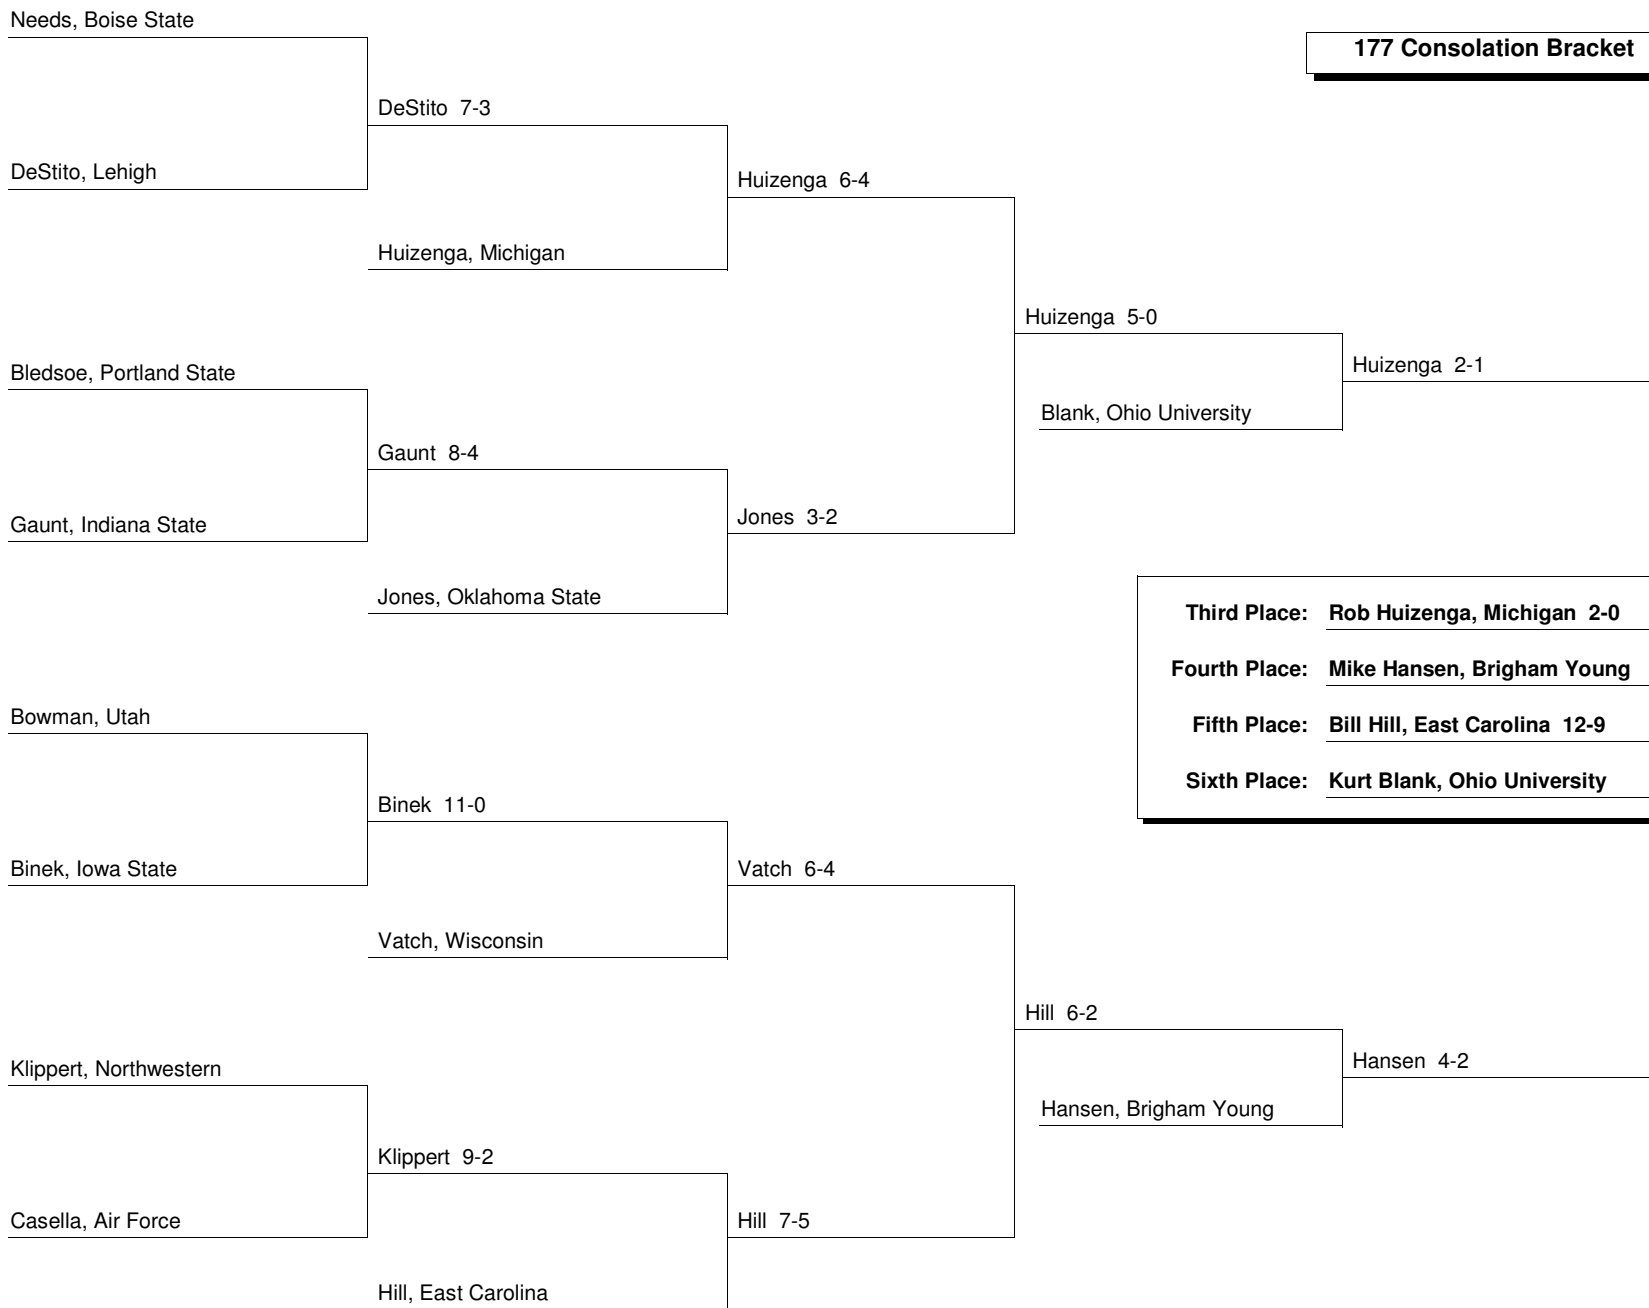 Needs, Boise State
177 Consolation Bracket
DeStito 7-3
DeStito, Lehigh
Huizenga 6-4
Huizenga, Michigan
Huizenga 5-0
Bledsoe, Portland State
Huizenga 2-1
Blank, Ohio University
Gaunt 8-4
Gaunt, Indiana State
Jones 3-2
Jones, Oklahoma State
Third Place: Rob Huizenga, Michigan 2-0
Fourth Place: Mike Hansen, Brigham Young
Fifth Place: Bill Hill, East Carolina 12-9
Sixth Place: Kurt Blank, Ohio University
Bowman, Utah
Binek 11-0
Binek, Iowa State
Vatch 6-4
Vatch, Wisconsin
Hill 6-2
Klippert, Northwestern
Hansen 4-2
Hansen, Brigham Young
Klippert 9-2
Casella, Air Force
Hill 7-5
Hill, East Carolina